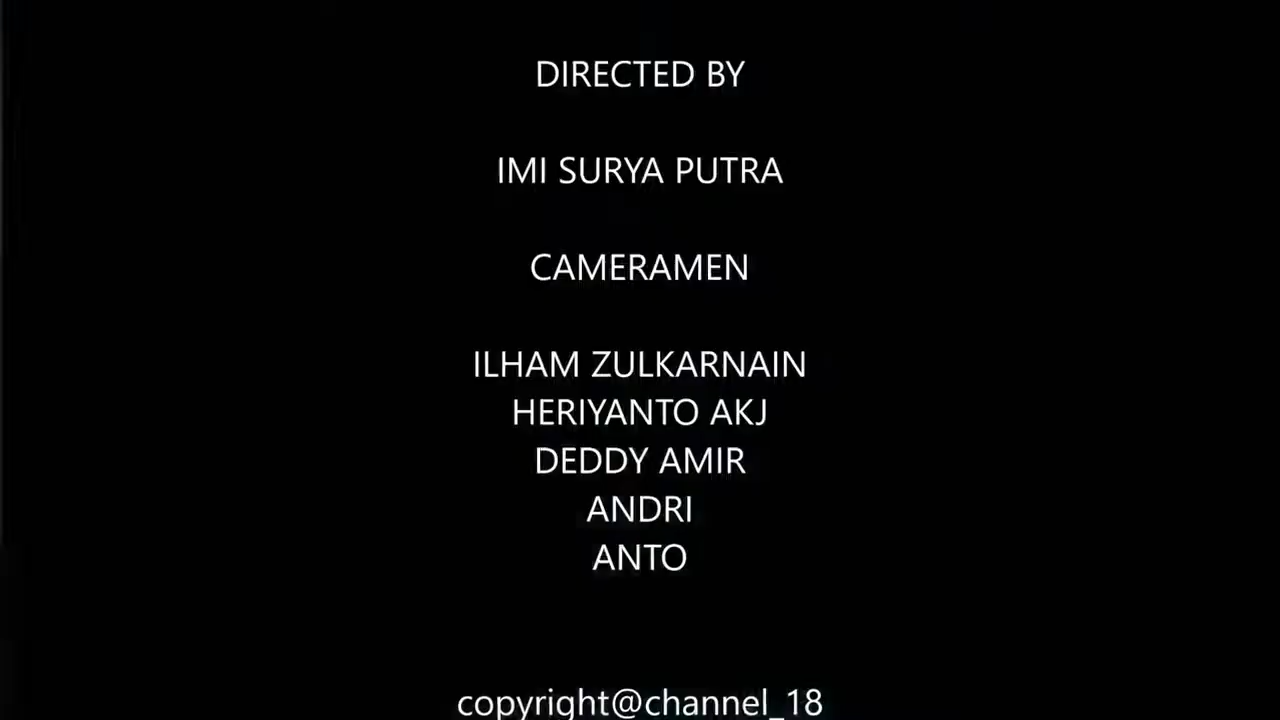 DIRECTED BY
IMI SURYA PUTRA
CAMERAMEN
ILHAM ZULKARNAIN
HERIYANTO AKJ
DEDDY AMIR
ANDRI
ANTO
copyright@channel_18